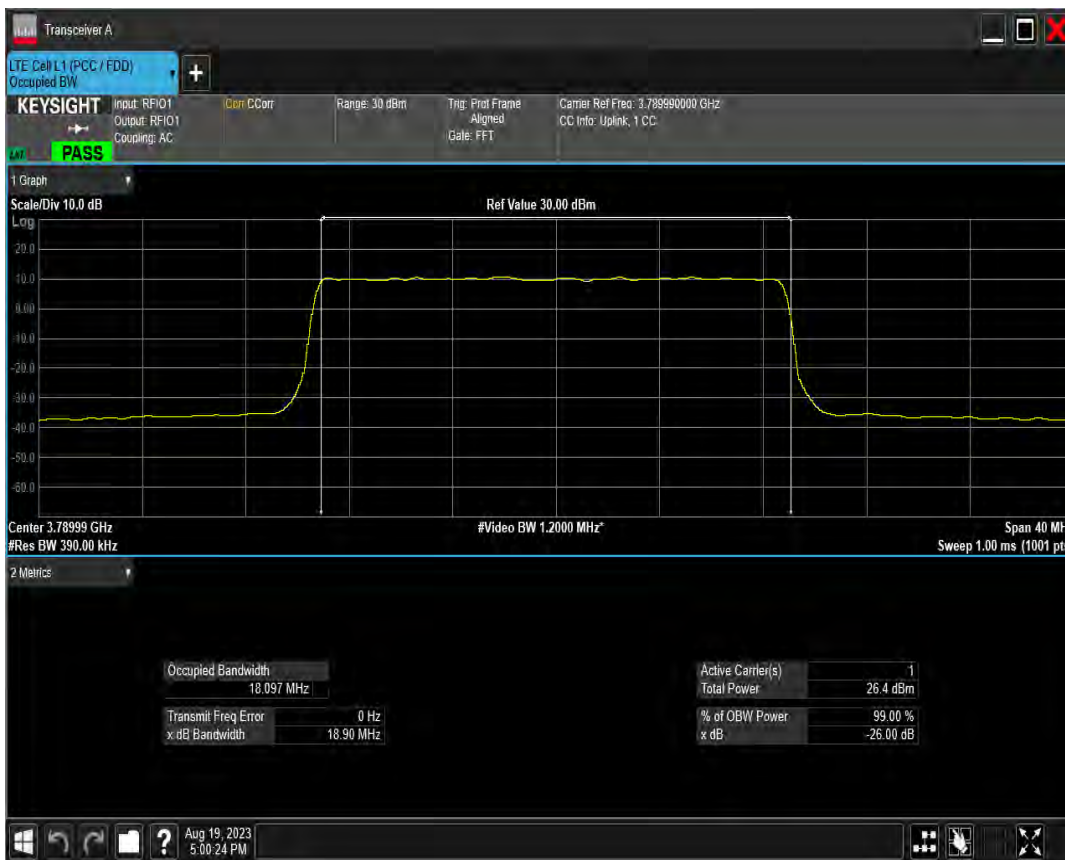 Transceiver A
LTE Cell L1 (PCC / FDD)
Occupied BW
+
KEYSIGHT
Input: RFIO1
Output: RFIO1
Coupling: AC
Corr CCorr
Range: 30 dBm
Trig: Prot Frame
Aligned
Gate: FFT
Carrier Ref Freq: 3.789990000 GHz
CC Info: Uplink, 1 CC
PASS
1 Graph
Scale/Div 10.0 dB
Ref Value 30.00 dBm
Log
20.0
10.0
0.00
-10.0
-20.0
-30.0
-40.0
-50.0
-60.0
Center 3.78999 GHz
#Video BW 1.2000 MHz*
Span 40 MH
#Res BW 390.00 kHz
Sweep 1.00 ms (1001 pt
2 Metrics
Occupied Bandwidth
18.097 MHz
Transmit Freq Error 0 Hz
x dB Bandwidth 18.90 MHz
Active Carrier(s) 1
Total Power 26.4 dBm
% of OBW Power 99.00 %
x dB -26.00 dB
?
Aug 19, 2023
5:00:24 PM